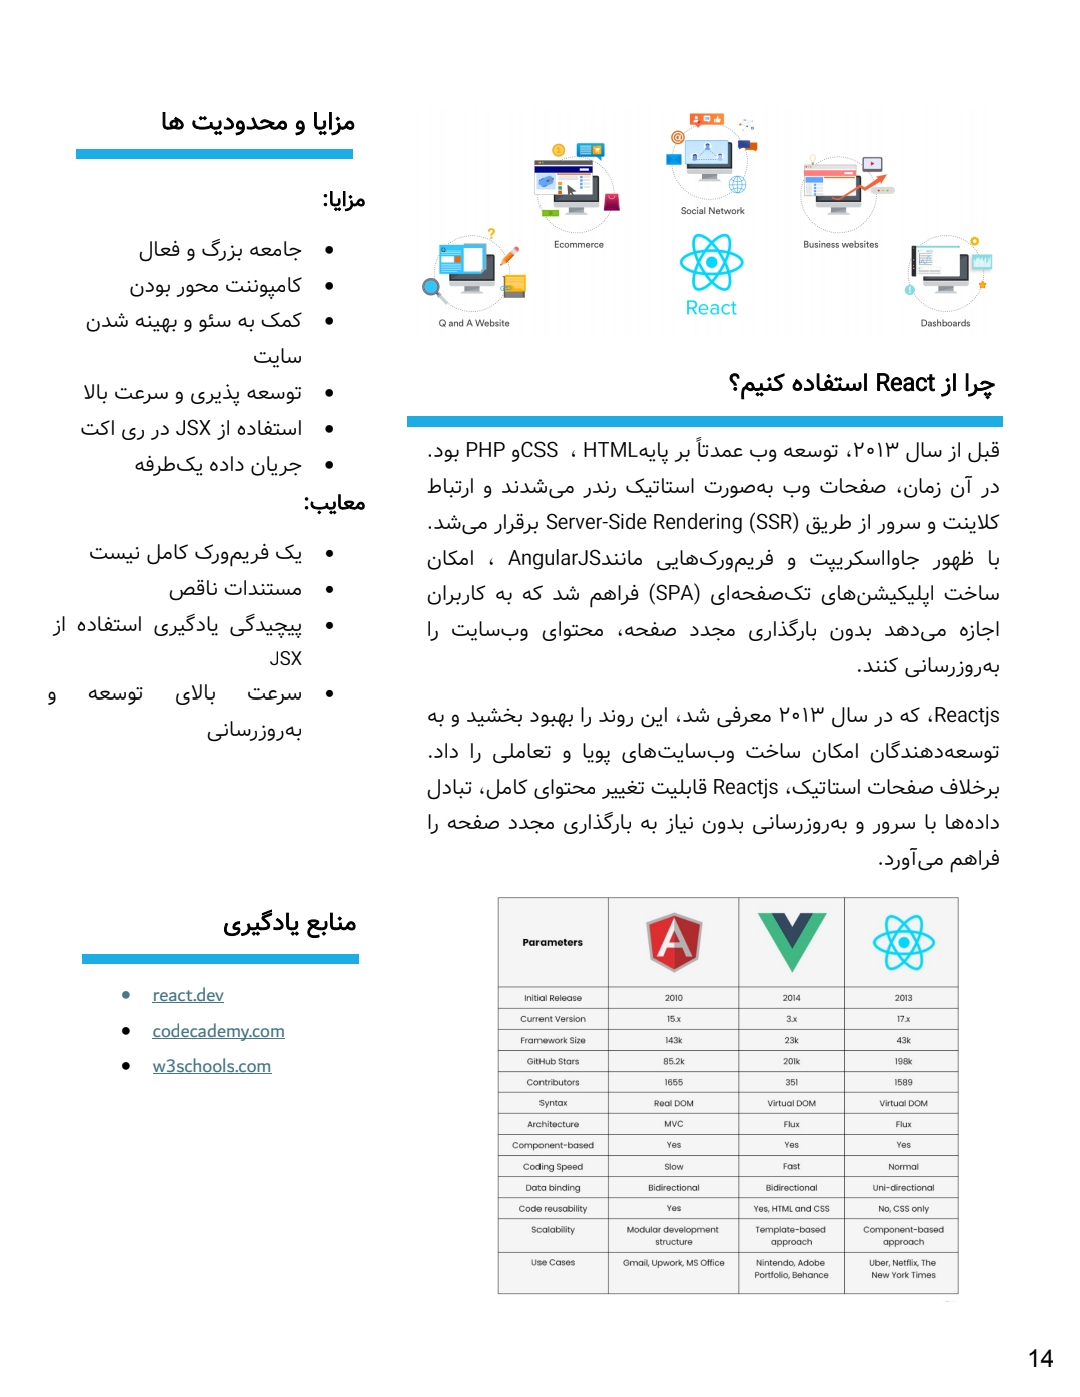 Social Network
Ecommerce
Business websites
React
Q and A Website
Dashboards
چرا از React استفاده کنیم؟
قبل از سال ۲۰۱۳، توسعه وب عمدتاً بر پایهHTML ، CSSو PHP بود.
در آن زمان، صفحات وب به‌صورت استاتیک رندر می‌شدند و ارتباط
کلاینت و سرور از طریق Server-Side Rendering (SSR) برقرار می‌شد.
با ظهور جاوااسکریپت و فریم‌ورک‌هایی مانندAngularJS ، امکان
ساخت اپلیکیشن‌های تک‌صفحه‌ای (SPA) فراهم شد که به کاربران
اجازه می‌دهد بدون بارگذاری مجدد صفحه، محتوای وب‌سایت را
به‌روزرسانی کنند.
Reactjs، که در سال ۲۰۱۳ معرفی شد، این روند را بهبود بخشید و به
توسعه‌دهندگان امکان ساخت وب‌سایت‌های پویا و تعاملی را داد.
برخلاف صفحات استاتیک، Reactjs قابلیت تغییر محتوای کامل، تبادل
داده‌ها با سرور و به‌روزرسانی بدون نیاز به بارگذاری مجدد صفحه را
فراهم می‌آورد.
Parameters
Initial Release 2010 2014 2013
Current Version 15.x 3.x 17.x
Framework Size 143k 23k 43k
GitHub Stars 85.2k 201k 198k
Contributors 1655 351 1589
Syntax Real DOM Virtual DOM Virtual DOM
Architecture MVC Flux Flux
Component-based Yes Yes Yes
Coding Speed Slow Fast Normal
Data binding Bidirectional Bidirectional Uni-directional
Code reusability Yes Yes, HTML and CSS No, CSS only
Scalability Modular development Template-based Component-based
structure approach approach
Use Cases Gmail, Upwork, MS Office Nintendo, Adobe Uber, Netflix, The
Portfolio, Behance New York Times
مزایا و محدودیت ها
مزایا:
• جامعه بزرگ و فعال
• کامپوننت محور بودن
• کمک به سئو و بهینه شدن
سایت
• توسعه پذیری و سرعت بالا
• استفاده از JSX در ری اکت
• جریان داده یک‌طرفه
معایب:
• یک فریم‌ورک کامل نیست
• مستندات ناقص
• پیچیدگی یادگیری استفاده از
JSX
• سرعت بالای توسعه و
به‌روزرسانی
منابع یادگیری
• react.dev
• codecademy.com
• w3schools.com
14